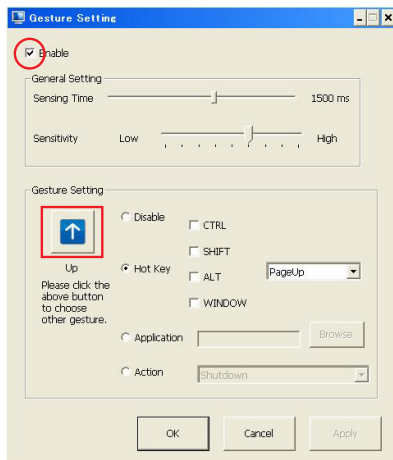 Gesture Setting
Enable
General Setting
Sensing Time 1500 ms
Sensitivity Low High
Gesture Setting
Disable
CTRL
SHIFT
Up
Hot Key
ALT
PageUp
Please click the
above button
to choose
other gesture.
WINDOW
Application
Browse
Action
Shutdown
OK
Cancel
Apply